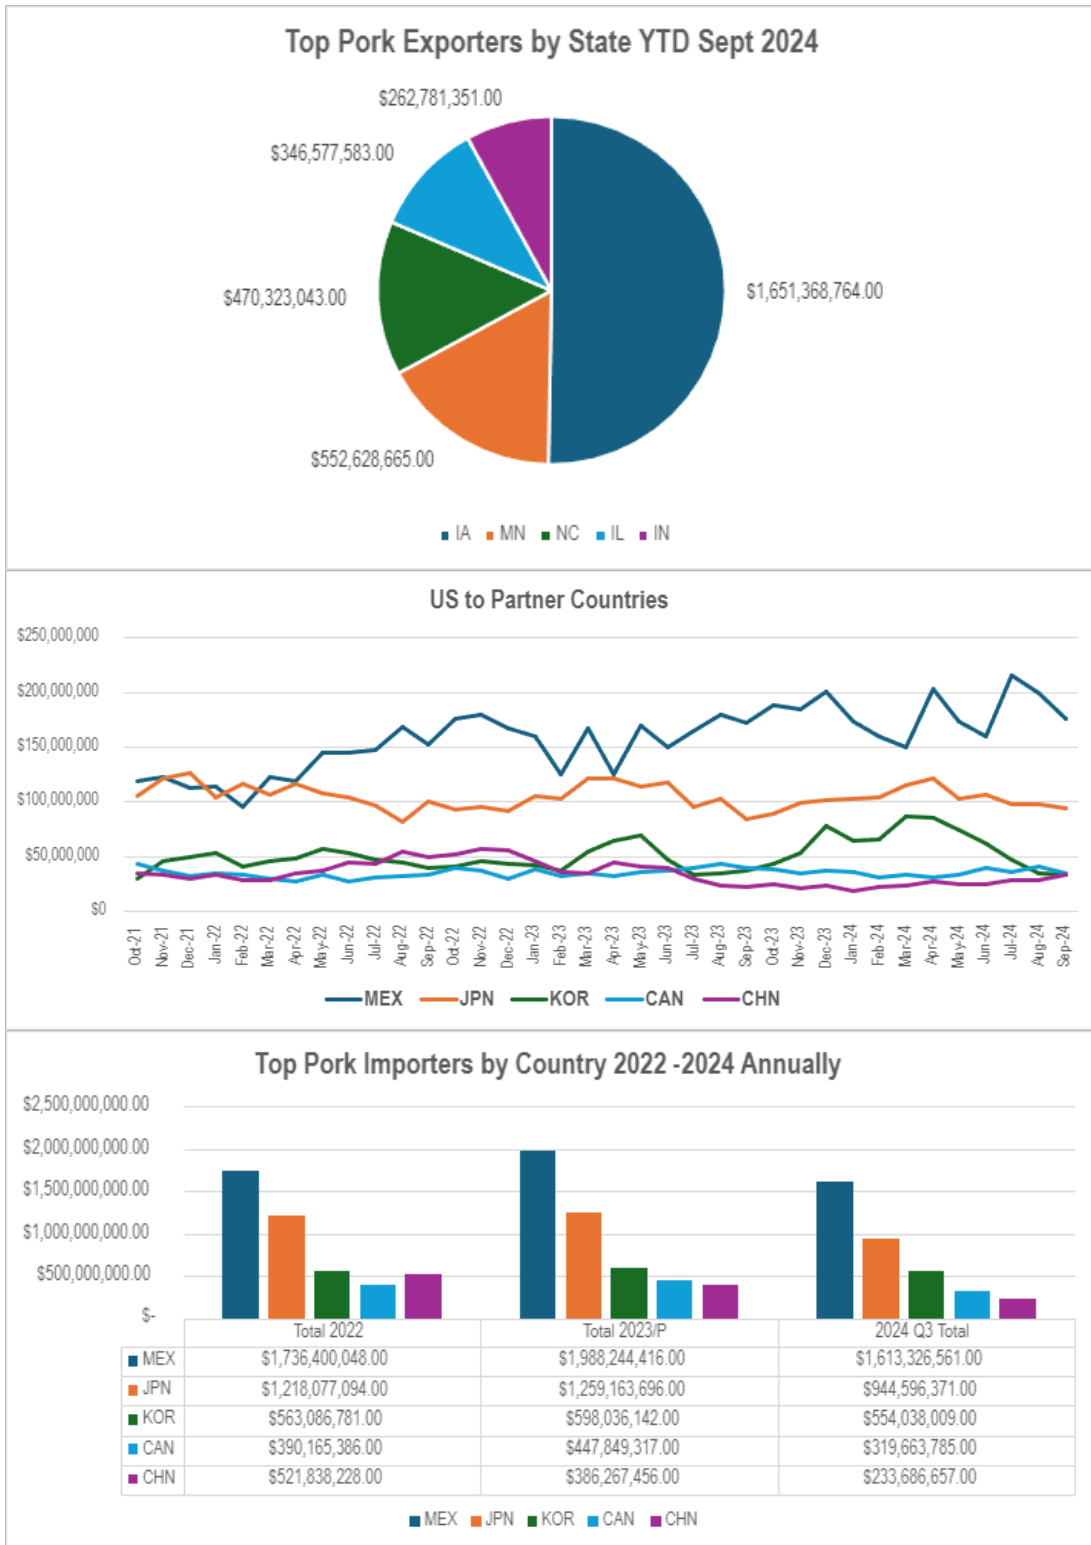 Top Pork Exporters by State YTD Sept 2024
$262,781,351.00
$346,577,583.00
$470,323,043.00
$1,651,368,764.00
$552,628,665.00
IA MN NC IL IN
US to Partner Countries
$250,000,000
$200,000,000
$150,000,000
$100,000,000
$50,000,000
$0
Oct-21 Nov-21 Dec-21 Jan-22 Feb-22 Mar-22 Apr-22 May-22 Jun-22 Jul-22 Aug-22 Sep-22 Oct-22 Nov-22 Dec-22 Jan-23 Feb-23 Mar-23 Apr-23 May-23 Jun-23 Jul-23 Aug-23 Sep-23 Oct-23 Nov-23 Dec-23 Jan-24 Feb-24 Mar-24 Apr-24 May-24 Jun-24 Jul-24 Aug-24 Sep-24
MEX JPN KOR CAN CHN
Top Pork Importers by Country 2022 -2024 Annually
$2,500,000,000.00
$2,000,000,000.00
$1,500,000,000.00
$1,000,000,000.00
$500,000,000.00
$-
Total 2022 Total 2023/P 2024 Q3 Total
MEX $1,736,400,048.00 $1,988,244,416.00 $1,613,326,561.00
JPN $1,218,077,094.00 $1,259,163,696.00 $944,596,371.00
KOR $563,086,781.00 $598,036,142.00 $554,038,009.00
CAN $390,165,386.00 $447,849,317.00 $319,663,785.00
CHN $521,838,228.00 $386,267,456.00 $233,686,657.00
MEX JPN KOR CAN CHN